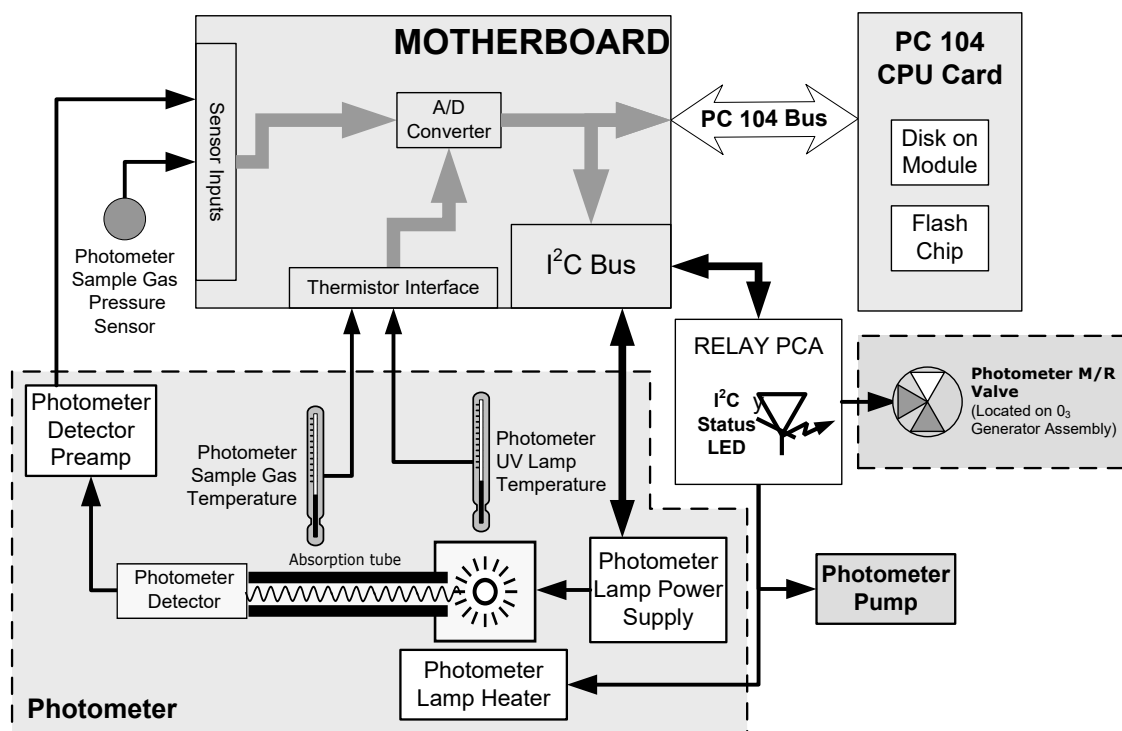 MOTHERBOARD
PC 104
CPU Card
Sensor Inputs
A/D
Converter
PC 104 Bus
Disk on
Module
Flash
Chip
Photometer
Sample Gas
Pressure
Sensor
Thermistor Interface
I²C Bus
RELAY PCA
I²C
Status
LED
y
Photometer M/R
Valve
(Located on 0₃
Generator Assembly)
Photometer
Detector
Preamp
Photometer
Sample Gas
Temperature
Photometer
UV Lamp
Temperature
Absorption tube
Photometer
Detector
Photometer
Lamp Power
Supply
Photometer
Pump
Photometer
Lamp Heater
Photometer